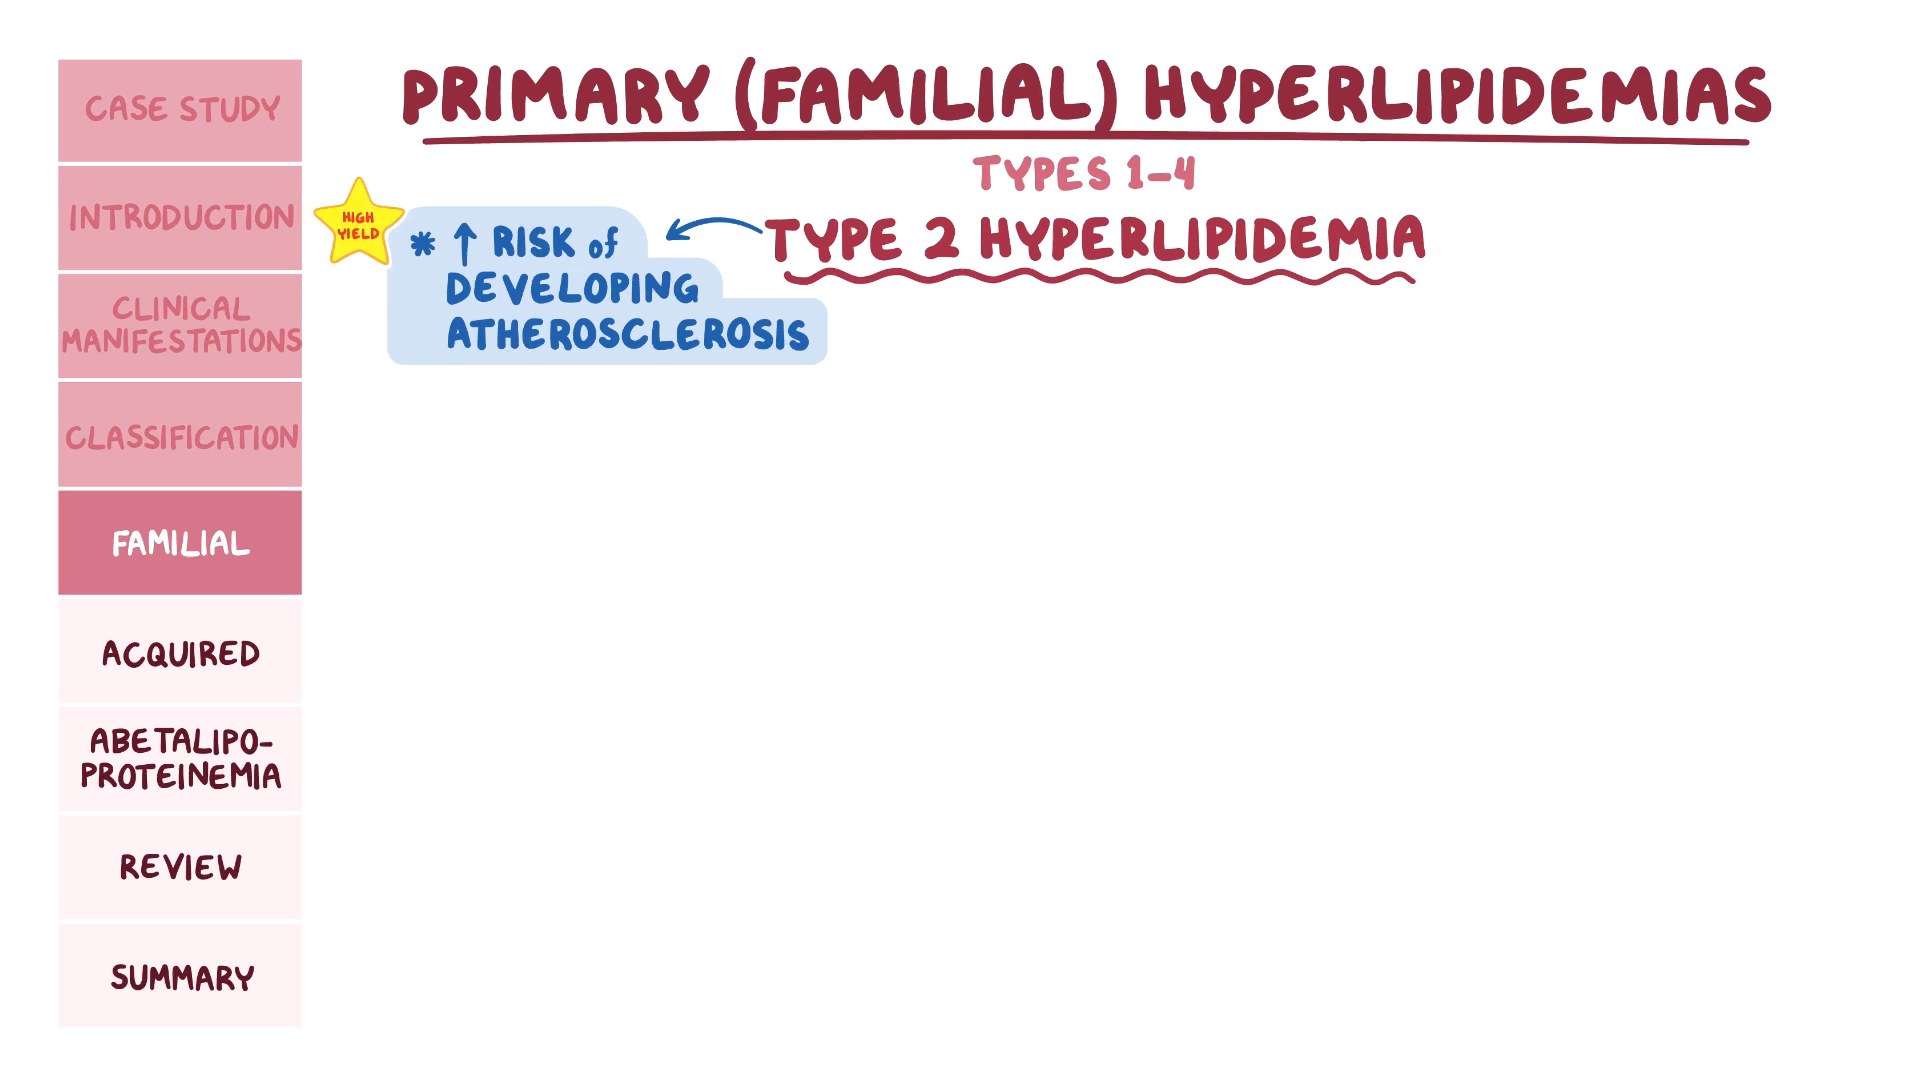 CASE STUDY
INTRODUCTION
CLINICAL
MANIFESTATIONS
CLASSIFICATION
FAMILIAL
ACQUIRED
ABETALIPO-
PROTEINEMIA
REVIEW
SUMMARY
PRIMARY (FAMILIAL) HYPERLIPIDEMIAS
TYPES 1-4
TYPE 2 HYPERLIPIDEMIA
HIGH
YIELD
* ↑ RISK of
DEVELOPING
ATHEROSCLEROSIS